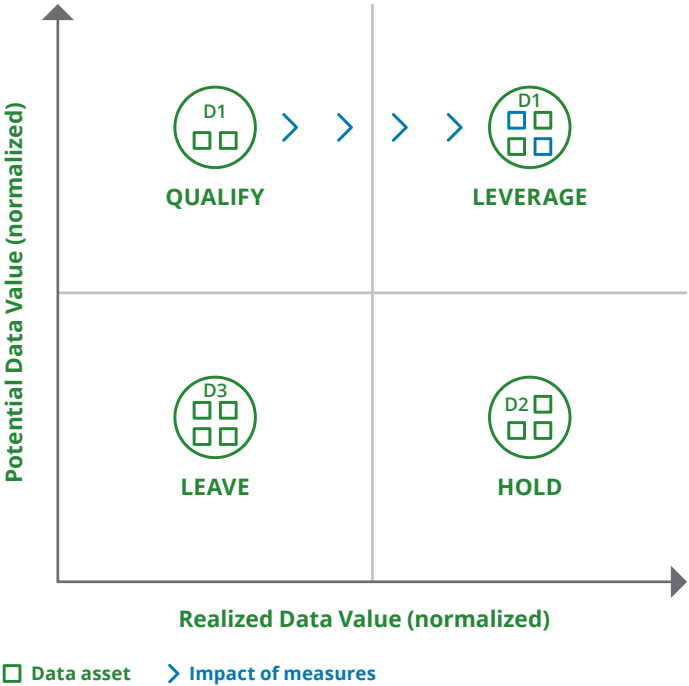 Potential Data Value (normalized)
D1
QUALIFY
D1
LEVERAGE
D3
LEAVE
D2
HOLD
Realized Data Value (normalized)
Data asset
Impact of measures